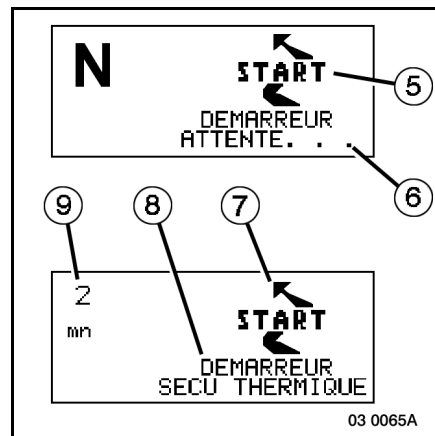 N
START
5
DEMARREUR
ATTENTE. . .
6
9
8
7
2
mn
START
DEMARREUR
SECU THERMIQUE
03 0065A